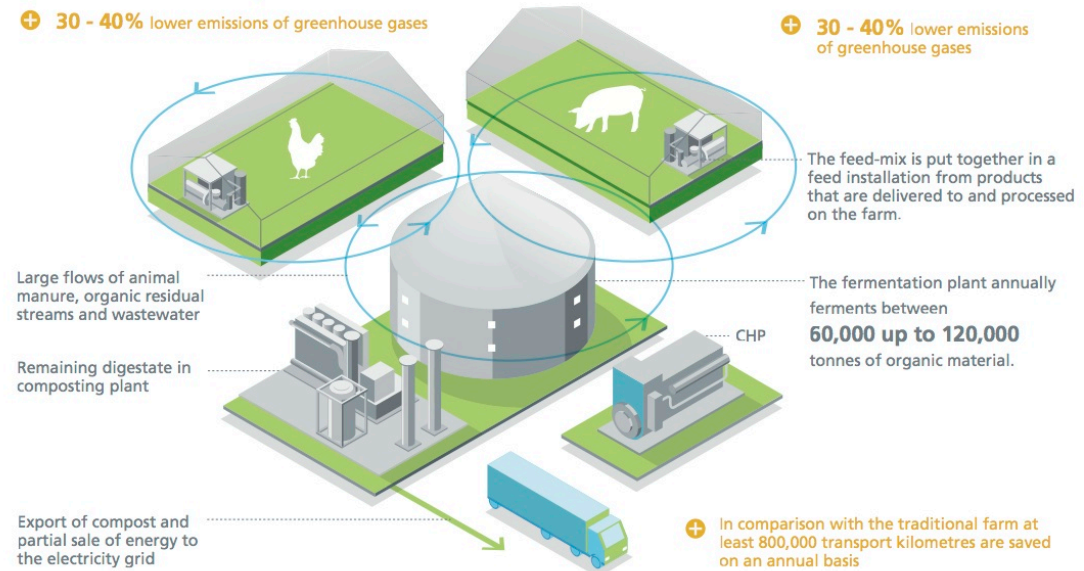 30 - 40% lower emissions of greenhouse gases
30 - 40% lower emissions
of greenhouse gases
The feed-mix is put together in a
feed installation from products
that are delivered to and processed
on the farm.
Large flows of animal
manure, organic residual
streams and wastewater
The fermentation plant annually
ferments between
60,000 up to 120,000
tonnes of organic material.
CHP
Remaining digestate in
composting plant
Export of compost and
partial sale of energy to
the electricity grid
In comparison with the traditional farm at
least 800,000 transport kilometres are saved
on an annual basis